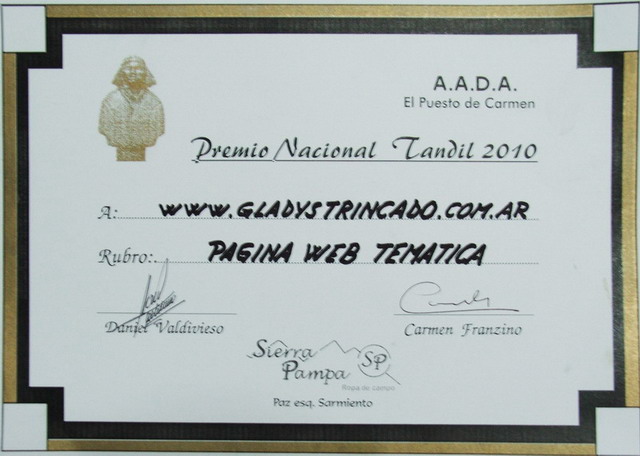 A.A.D.A.
El Puesto de Carmen
Premio Nacional Tandil 2010
A: WWW.GLADYSTRINCADO.COM.AR
Rubro:. PAGINA WEB TEMATICA
Daniel Valdivieso
Carmen Franzino
Sierra
Pampa SP
Ropa de campo
Paz esq. Sarmiento